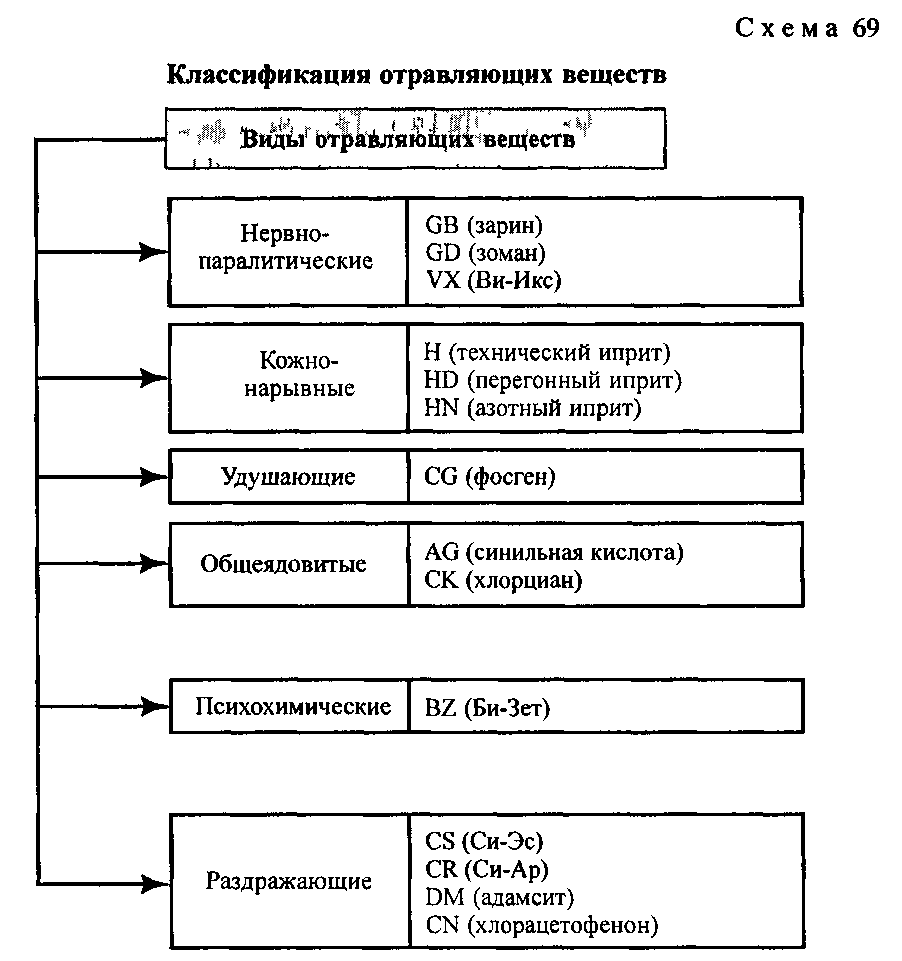 Схема 69
Классификация отравляющих веществ
Виды отравляющих веществ
Нервно-
паралитические
GB (зарин)
GD (зоман)
VX (Ви-Икс)
Кожно-
нарывные
H (технический иприт)
HD (перегонный иприт)
HN (азотный иприт)
Удушающие
CG (фосген)
Общеядовитые
AG (синильная кислота)
CK (хлорциан)
Психохимические
BZ (Би-Зет)
Раздражающие
CS (Си-Эс)
CR (Си-Ар)
DM (адамсит)
CN (хлорацетофенон)